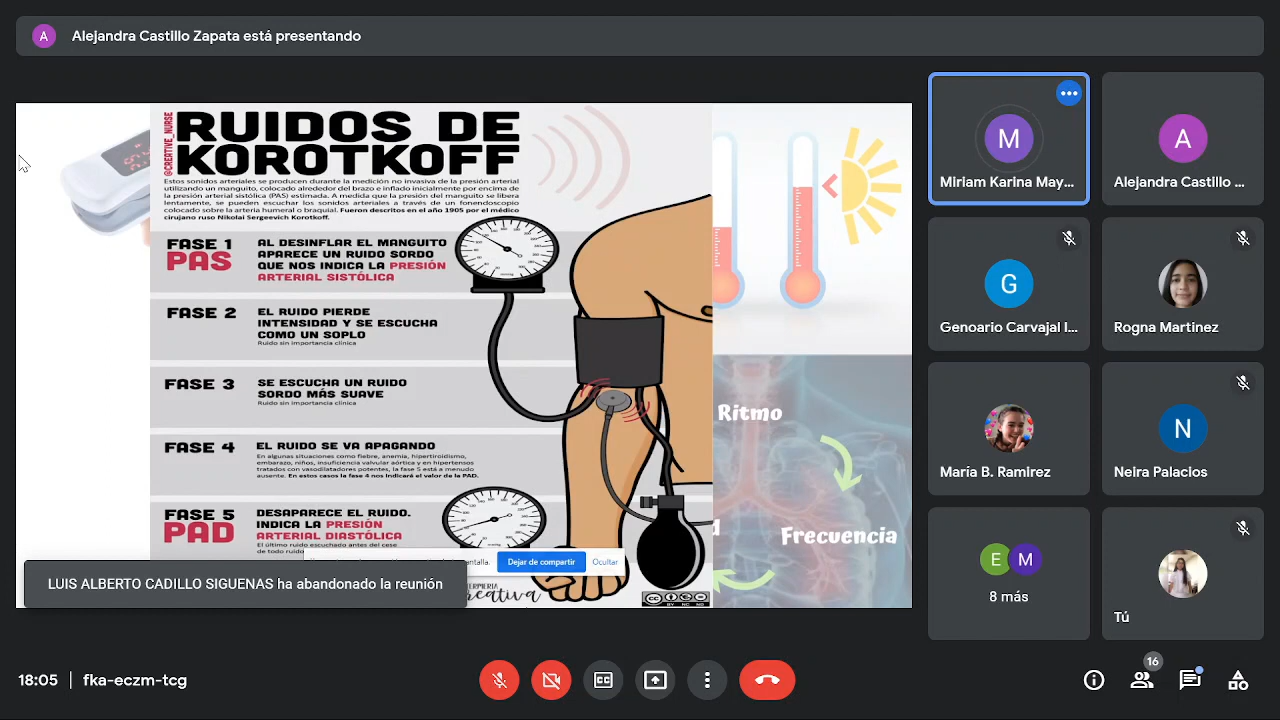 A
Alejandra Castillo Zapata está presentando
@CREATIVE_NURSE
RUIDOS DE
KOROTKOFF
Estos sonidos arteriales se producen durante la medición no invasiva de la presión arterial
utilizando un manguito, colocado alrededor del brazo e inflado inicialmente por encima de
la presión arterial sistólica (PAS) estimada. A medida que la presión del manguito se libera
lentamente, se pueden escuchar los sonidos arteriales a través de un fonendoscopio
colocado sobre la arteria humeral o braquial. Fueron descritos en el año 1905 por el médico
cirujano ruso Nikolai Sergeevich Korotkoff.
FASE 1
PAS
AL DESINFLAR EL MANGUITO
APARECE UN RUIDO SORDO
QUE NOS INDICA LA PRESIÓN
ARTERIAL SISTÓLICA
FASE 2
EL RUIDO PIERDE
INTENSIDAD Y SE ESCUCHA
COMO UN SOPLO
Ruido sin importancia clínica
FASE 3
SE ESCUCHA UN RUIDO
SORDO MÁS SUAVE
Ruido sin importancia clínica
FASE 4
EL RUIDO SE VA APAGANDO
En algunas situaciones como fiebre, anemia, hipertiroidismo,
embarazo, niños, insuficiencia valvular aórtica y en hipertensos
tratados con vasodilatadores potentes, la fase 5 está a menudo
ausente. En estos casos la fase 4 nos indicará el valor de la PAD.
FASE 5
PAD
DESAPARECE EL RUIDO.
INDICA LA PRESIÓN
ARTERIAL DIASTÓLICA
El último ruido escuchado antes del cese
de todo ruido
pantalla.
Dejar de compartir
Ocultar
BY NC ND
Ritmo
d
Frecuencia
LUIS ALBERTO CADILLO SIGUENAS ha abandonado la reunión
M
Miriam Karina May...
A
Alejandra Castillo ...
G
Genoario Carvajal I...
Rogna Martinez
María B. Ramírez
N
Neira Palacios
E M
8 más
Tú
18:05 | fka-eczm-tcg
16